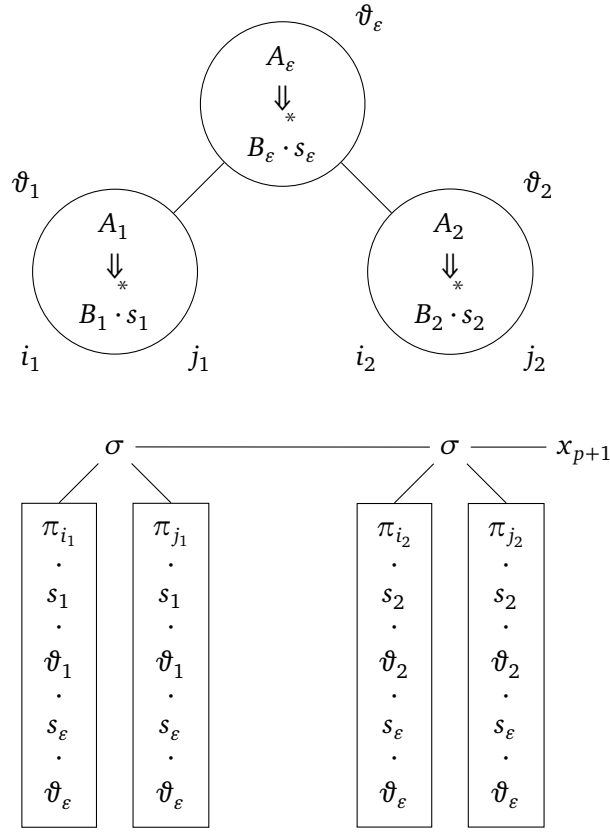 ϑ_ε
A_ε
⇓*
B_ε · s_ε
ϑ_1 ϑ_2
A_1 A_2
⇓* ⇓*
B_1 · s_1 B_2 · s_2
i_1 j_1 i_2 j_2
σ σ x_{p+1}
π_{i_1} π_{j_1} π_{i_2} π_{j_2}
· · · ·
s_1 s_1 s_2 s_2
· · · ·
ϑ_1 ϑ_1 ϑ_2 ϑ_2
· · · ·
s_ε s_ε s_ε s_ε
· · · ·
ϑ_ε ϑ_ε ϑ_ε ϑ_ε